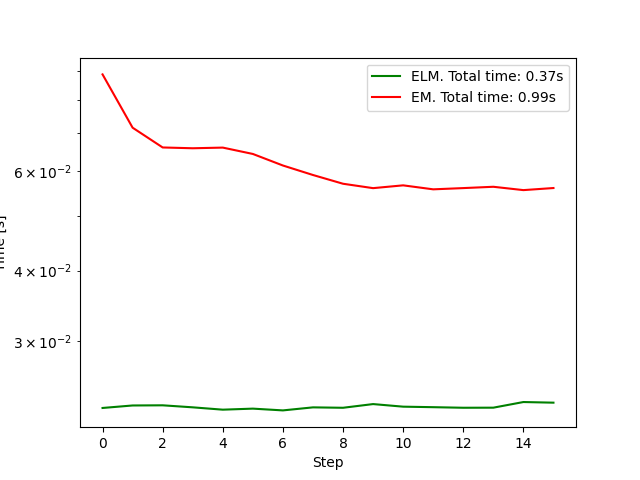 ELM. Total time: 0.37s
EM. Total time: 0.99s
6 × 10⁻²
4 × 10⁻²
3 × 10⁻²
Time [s]
0 2 4 6 8 10 12 14
Step